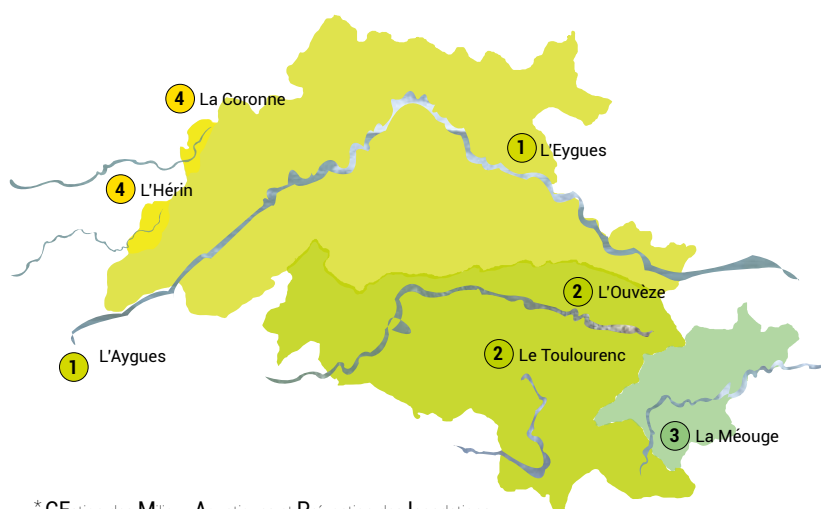 4 La Coronne
1 L'Eygues
4 L'Hérin
2 L'Ouvèze
1 L'Aygues
2 Le Toulourenc
3 La Méouge